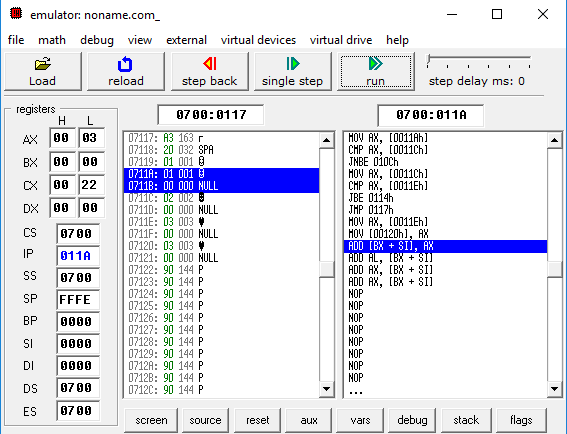 emulator: noname.com_
file math debug view external virtual devices virtual drive help
Load reload step back single step run step delay ms: 0
registers
H L
AX 00 03
BX 00 00
CX 00 22
DX 00 00
CS 0700
IP 011A
SS 0700
SP FFFE
BP 0000
SI 0000
DI 0000
DS 0700
ES 0700
0700:0117
07117: A3 163 r
07118: 20 032 SPA
07119: 01 001 ☺
0711A: 01 001 ☺
0711B: 00 000 NULL
0711C: 02 002 ☻
0711D: 00 000 NULL
0711E: 03 003 ♥
0711F: 00 000 NULL
07120: 03 003 ♥
07121: 00 000 NULL
07122: 90 144 P
07123: 90 144 P
07124: 90 144 P
07125: 90 144 P
07126: 90 144 P
07127: 90 144 P
07128: 90 144 P
07129: 90 144 P
0712A: 90 144 P
0712B: 90 144 P
0712C: 90 144 P
0700:011A
MOV AX, [0011Ah]
CMP AX, [0011Ch]
JNBE 010Ch
MOV AX, [0011Ch]
CMP AX, [0011Eh]
JBE 0114h
JMP 0117h
MOV AX, [0011Eh]
MOV [00120h], AX
ADD [BX + SI], AX
ADD AL, [BX + SI]
ADD AX, [BX + SI]
ADD AX, [BX + SI]
NOP
NOP
NOP
NOP
NOP
NOP
NOP
NOP
...
screen source reset aux vars debug stack flags